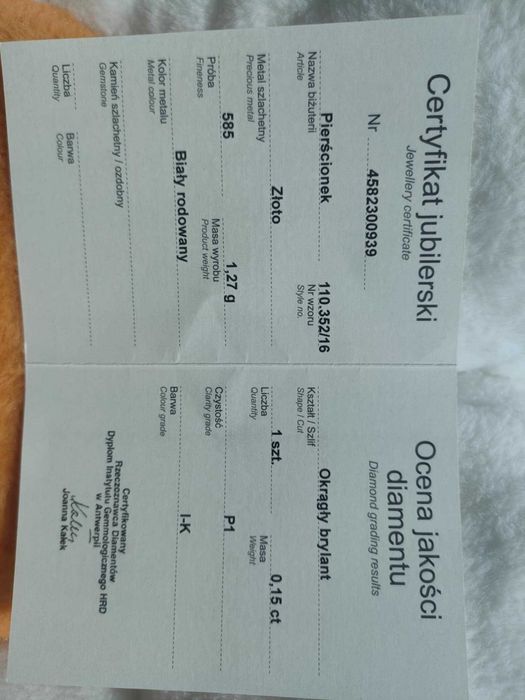 Certyfikat jubilerski
Jewellery certificate
Nr 4582300939
Pierścionek 110.352/16
Nazwa biżuterii Nr wzoru
Article Style no.
Złoto
Metal szlachetny
Precious metal
585 1,27 g
Próba Masa wyrobu
Fineness Product weight
Biały rodowany
Kolor metalu
Metal colour
Kamień szlachetny / ozdobny
Gemstone
Liczba Barwa
Quantity Colour
Ocena jakości
diamentu
Diamond grading results
Okrągły brylant
Kształt / Szlif
Shape / Cut
1 szt. 0,15 ct
Liczba Masa
Quantity Weight
P1
Czystość
Clarity grade
I-K
Barwa
Colour grade
Certyfikowany
Rzeczoznawca Diamentów
Dyplom Instytutu Gemmologicznego HRD
w Antwerpii
Joanna Kałek